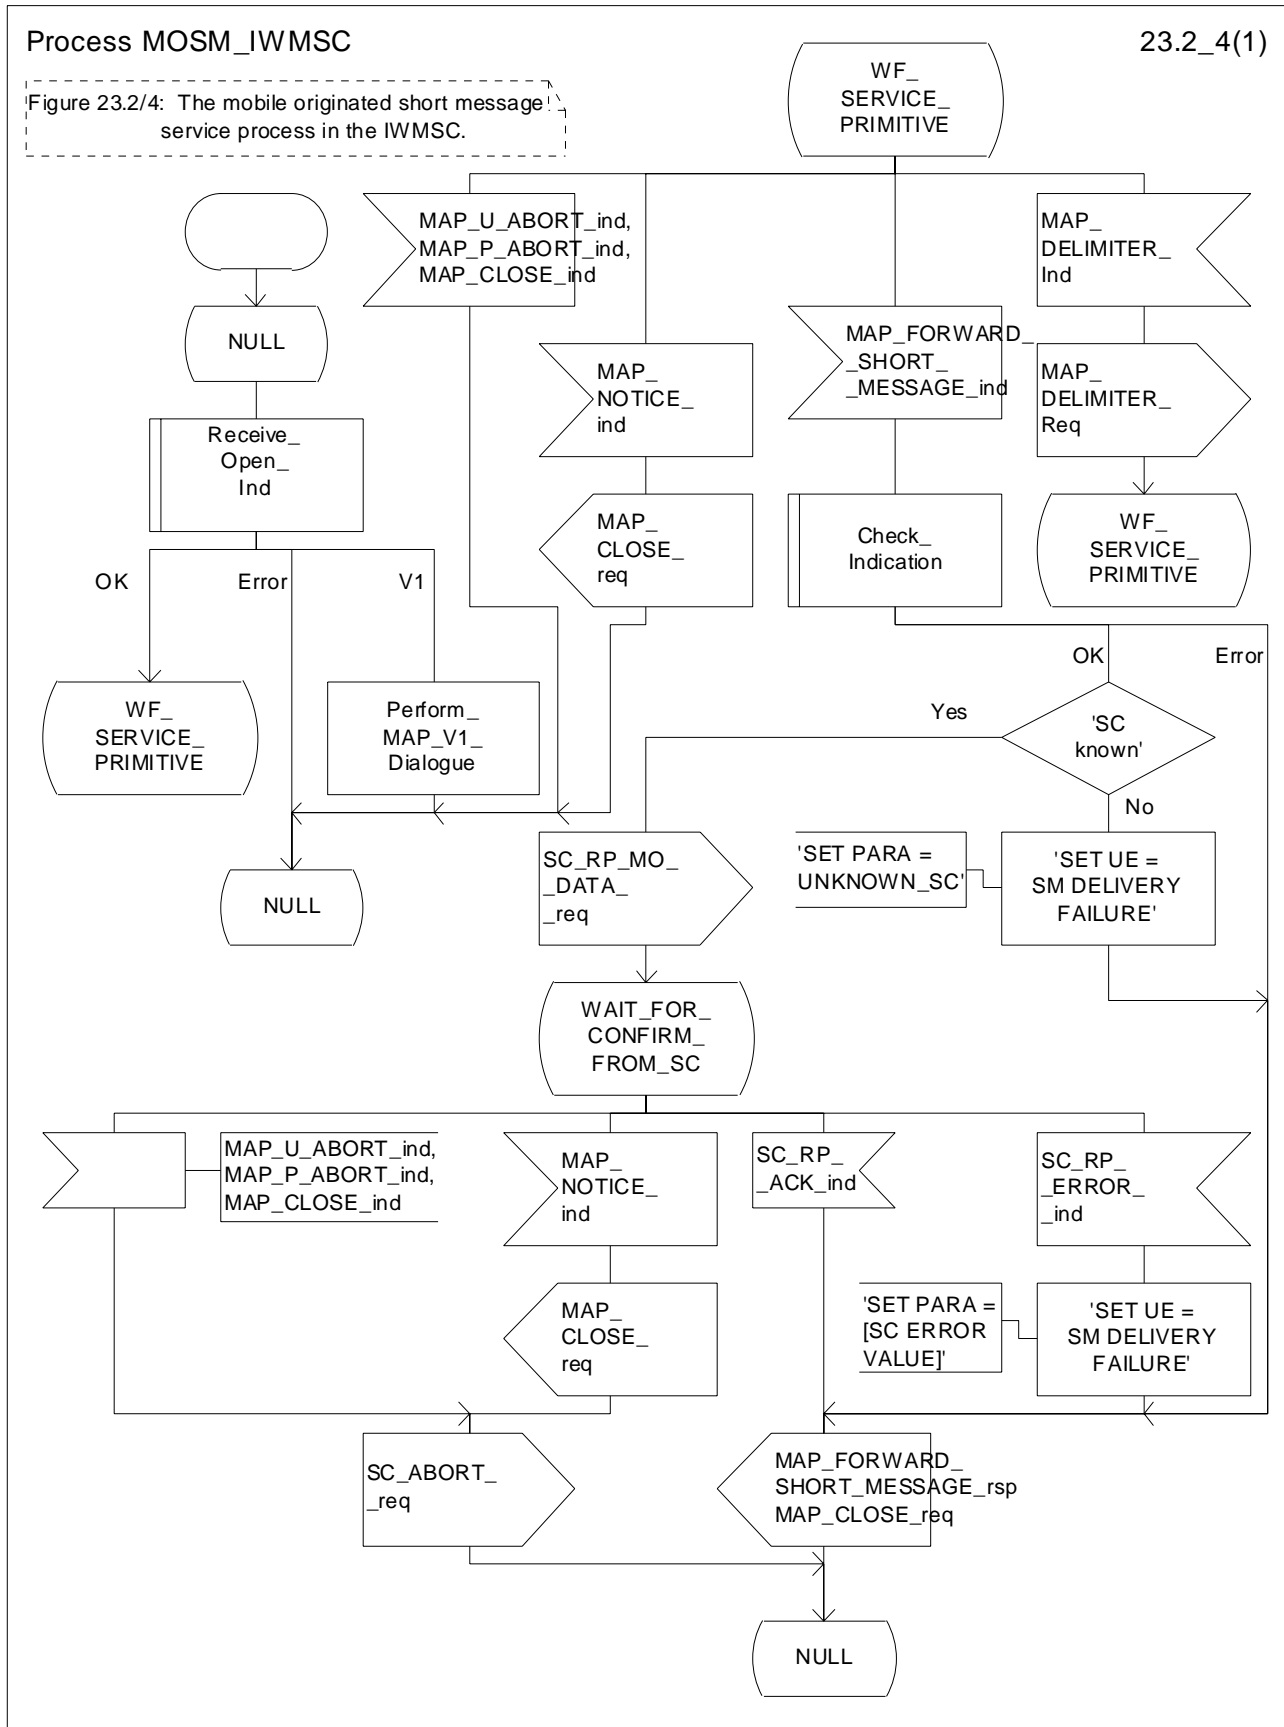 Process MOSM_IWMSC
23.2_4(1)
Figure 23.2/4: The mobile originated short message
service process in the IWMSC.
WF_
SERVICE_
PRIMITIVE
MAP_U_ABORT_ind,
MAP_P_ABORT_ind,
MAP_CLOSE_ind
MAP_
DELIMITER_
Ind
NULL
MAP_
NOTICE_
ind
MAP_FORWARD_
_SHORT_
_MESSAGE_ind
MAP_
DELIMITER_
Req
Receive_
Open_
Ind
MAP_
CLOSE_
req
Check_
Indication
WF_
SERVICE_
PRIMITIVE
OK
Error
V1
OK
Error
WF_
SERVICE_
PRIMITIVE
Perform_
MAP_V1_
Dialogue
Yes
'SC
known'
No
NULL
SC_RP_MO_
_DATA_
_req
'SET PARA =
UNKNOWN_SC'
'SET UE =
SM DELIVERY
FAILURE'
WAIT_FOR_
CONFIRM_
FROM_SC
MAP_U_ABORT_ind,
MAP_P_ABORT_ind,
MAP_CLOSE_ind
MAP_
NOTICE_
ind
SC_RP_
_ACK_ind
SC_RP_
_ERROR_
_ind
MAP_
CLOSE_
req
'SET PARA =
[SC ERROR
VALUE]'
'SET UE =
SM DELIVERY
FAILURE'
SC_ABORT_
_req
MAP_FORWARD_
SHORT_MESSAGE_rsp
MAP_CLOSE_req
NULL